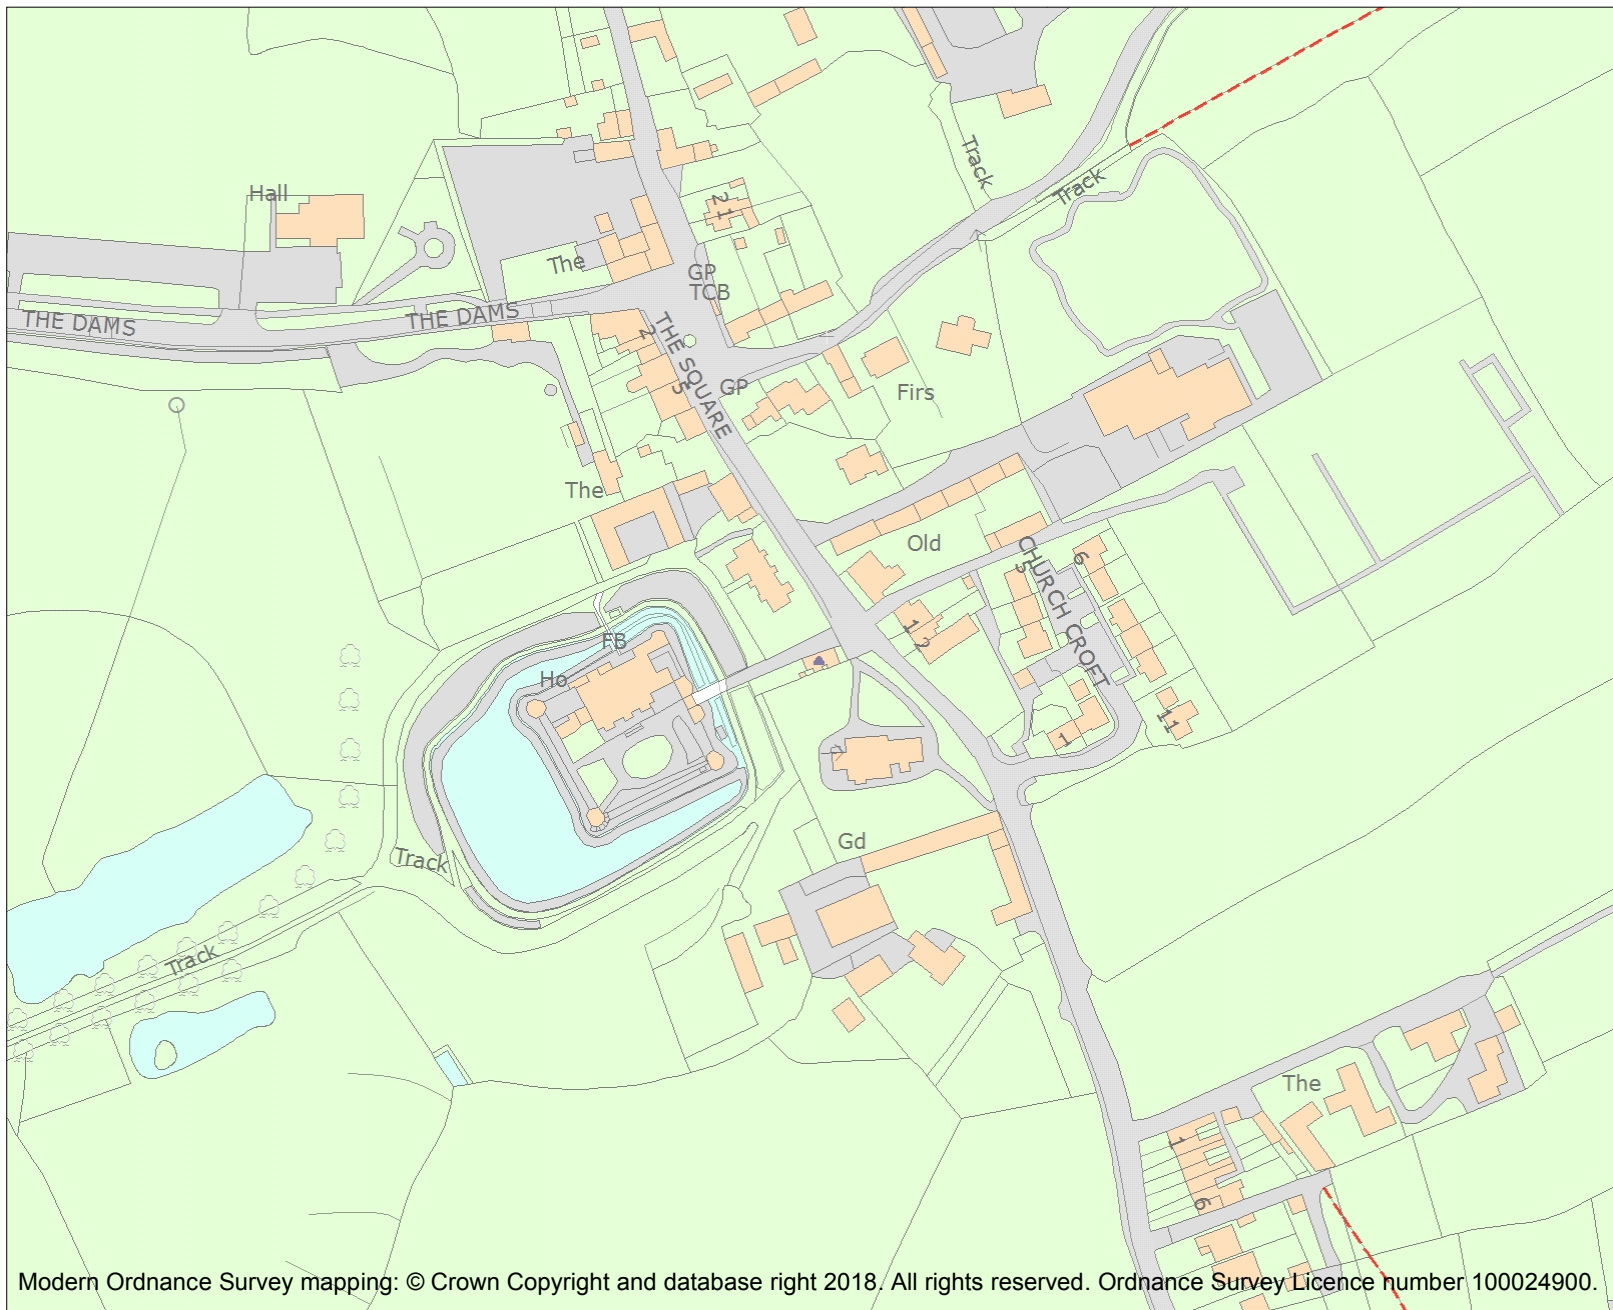 Track
Track
Hall
21
The
GP
TCB
THE DAMS
THE DAMS
2
THE SQUARE
5
GP
Firs
The
Old
CHURCH CROFT
5
6
1 2
FB
Ho
11
1
Gd
Track
Track
The
1
6
Modern Ordnance Survey mapping: © Crown Copyright and database right 2018. All rights reserved. Ordnance Survey Licence number 100024900.